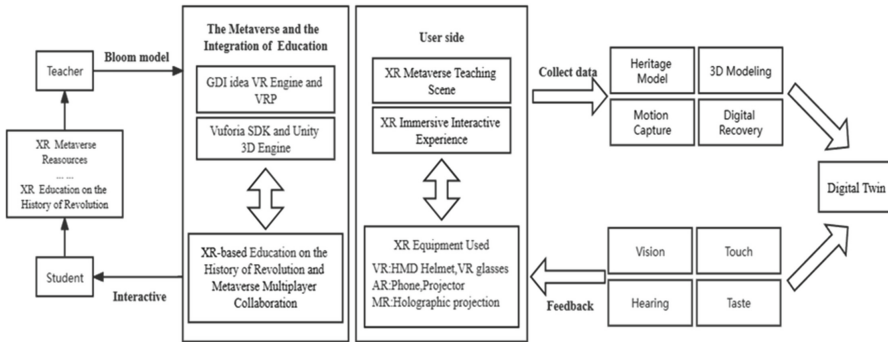 Teacher
Bloom model
XR Metaverse
Reasources
... ...
XR Education on the
History of Revolution
Student
Interactive
The Metaverse and the
Integration of Education
GDI idea VR Engine and
VRP
Vuforia SDK and Unity
3D Engine
XR-based Education on the
History of Revolution and
Metaverse Multiplayer
Collaboration
User side
XR Metaverse Teaching
Scene
XR Immersive Interactive
Experience
XR Equipment Used
VR:HMD Helmet,VR glasses
AR:Phone,Projector
MR:Holographic projection
Collect data
Feedback
Heritage
Model
3D Modeling
Motion
Capture
Digital
Recovery
Vision
Touch
Hearing
Taste
Digital Twin